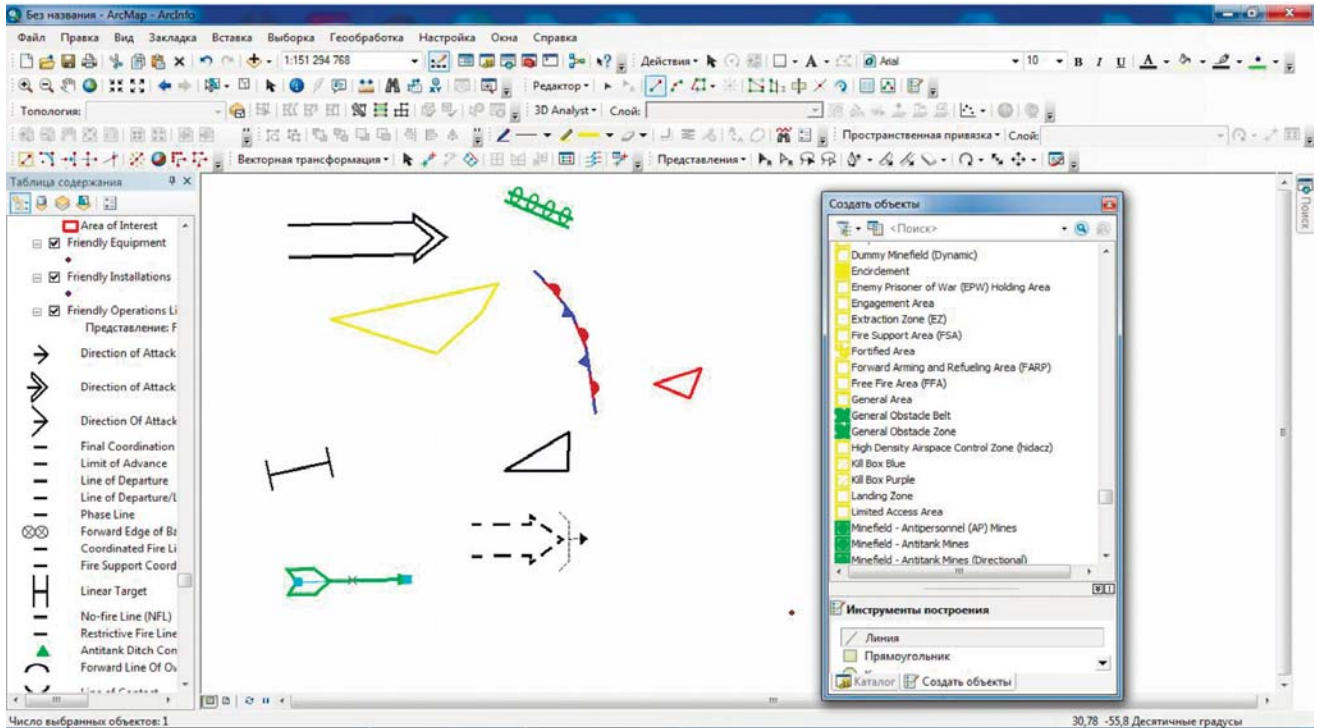 Без названия - ArcMap - ArcInfo
Файл Правка Вид Закладка Вставка Выборка Геообработка Настройка Окна Справка
1:151 294 768 Действия A Arial 10 B I U A
Редактор
Топология: 3D Analyst Слой:
Пространственная привязка Слой:
Векторная трансформация Представления
Таблица содержания
Area of Interest
Friendly Equipment
Friendly Installations
Friendly Operations Li
Представление: F
Direction of Attack
Direction of Attack
Direction Of Attack
Final Coordination
Limit of Advance
Line of Departure
Line of Departure/L
Phase Line
Forward Edge of Ba
Coordinated Fire Li
Fire Support Coord
Linear Target
No-fire Line (NFL)
Restrictive Fire Line
Antitank Ditch Con
Forward Line Of Ov
Line of Contact
Создать объекты
<Поиск>
Dummy Minefield (Dynamic)
Encirclement
Enemy Prisoner of War (EPW) Holding Area
Engagement Area
Extraction Zone (EZ)
Fire Support Area (FSA)
Fortified Area
Forward Arming and Refueling Area (FARP)
Free Fire Area (FFA)
General Area
General Obstacle Belt
General Obstacle Zone
High Density Airspace Control Zone (hidacz)
Kill Box Blue
Kill Box Purple
Landing Zone
Limited Access Area
Minefield - Antipersonnel (AP) Mines
Minefield - Antitank Mines
Minefield - Antitank Mines (Directional)
Инструменты построения
Линия
Прямоугольник
Каталог Создать объекты
Поиск
Число выбранных объектов: 1
30,78 -55,8 Десятичные градусы